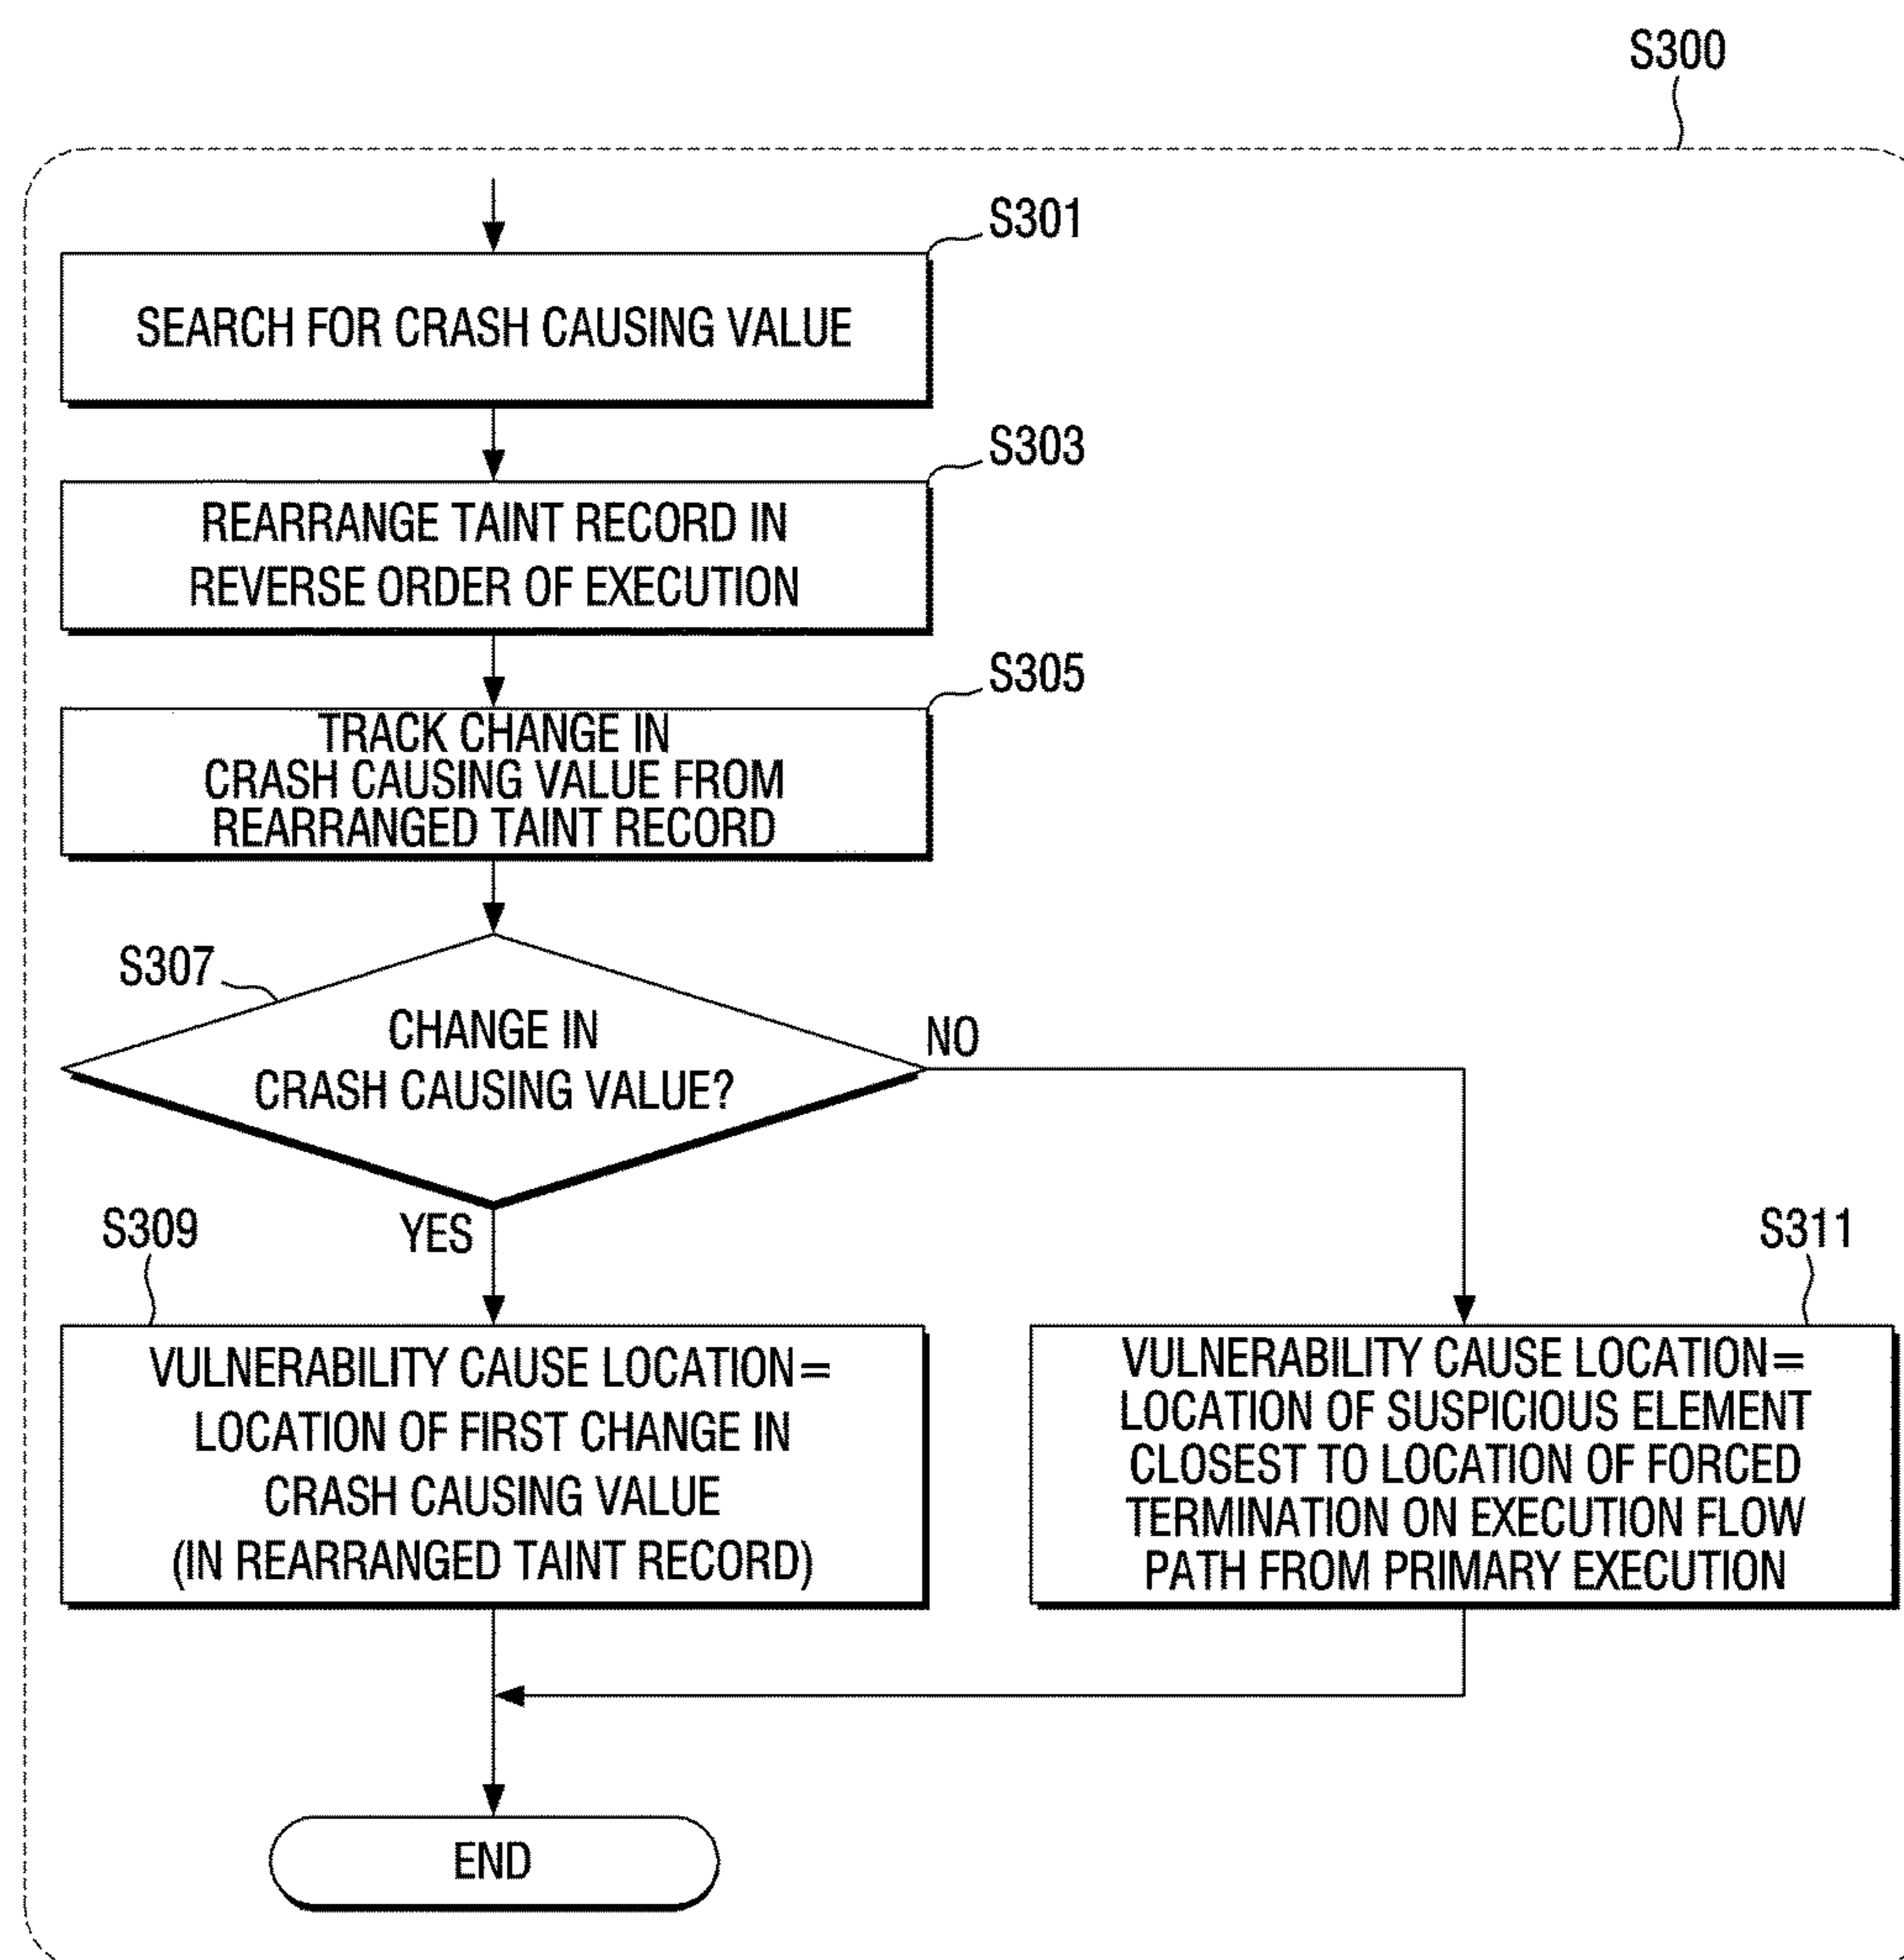 S300
S301
SEARCH FOR CRASH CAUSING VALUE
S303
REARRANGE TAINT RECORD IN
REVERSE ORDER OF EXECUTION
S305
TRACK CHANGE IN
CRASH CAUSING VALUE FROM
REARRANGED TAINT RECORD
S307
CHANGE IN
CRASH CAUSING VALUE?
NO
YES
S309
VULNERABILITY CAUSE LOCATION=
LOCATION OF FIRST CHANGE IN
CRASH CAUSING VALUE
(IN REARRANGED TAINT RECORD)
S311
VULNERABILITY CAUSE LOCATION=
LOCATION OF SUSPICIOUS ELEMENT
CLOSEST TO LOCATION OF FORCED
TERMINATION ON EXECUTION FLOW
PATH FROM PRIMARY EXECUTION
END